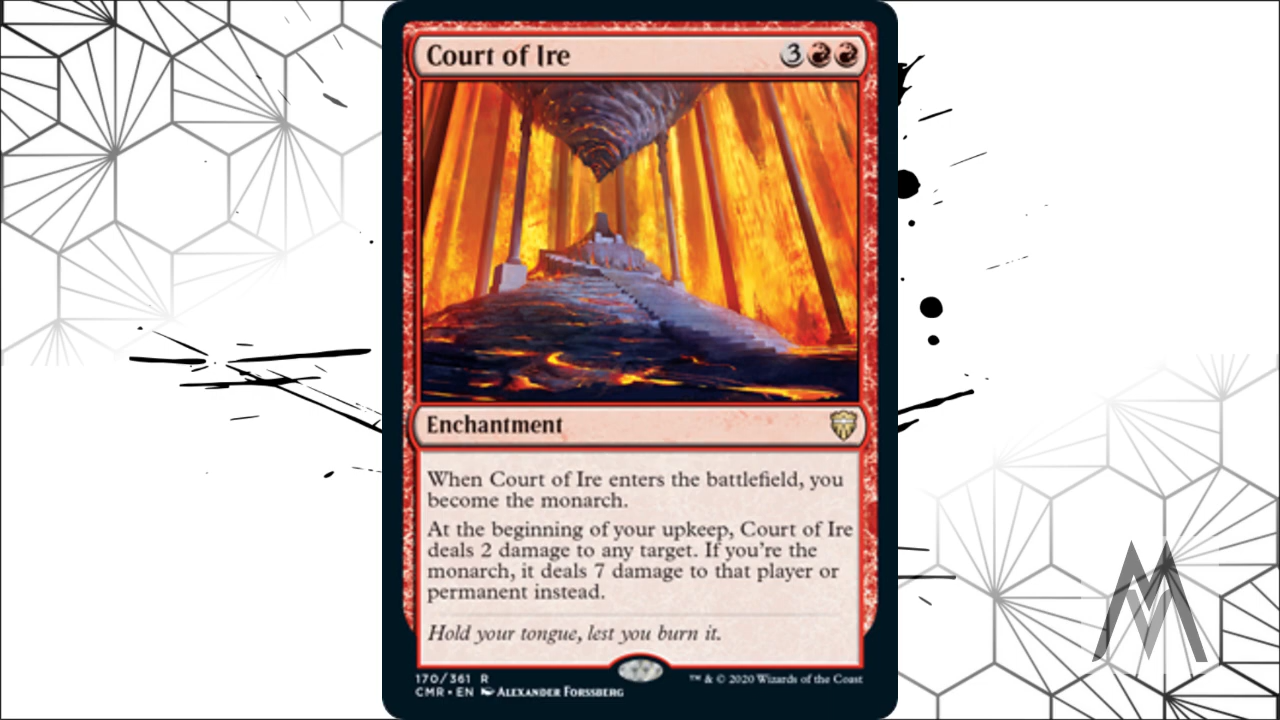 Court of Ire 3
Enchantment
When Court of Ire enters the battlefield, you
become the monarch.
At the beginning of your upkeep, Court of Ire
deals 2 damage to any target. If you're the
monarch, it deals 7 damage to that player or
permanent instead.
Hold your tongue, lest you burn it.
170/361 R
CMR • EN Alexander Forssberg
™ & © 2020 Wizards of the Coast
M